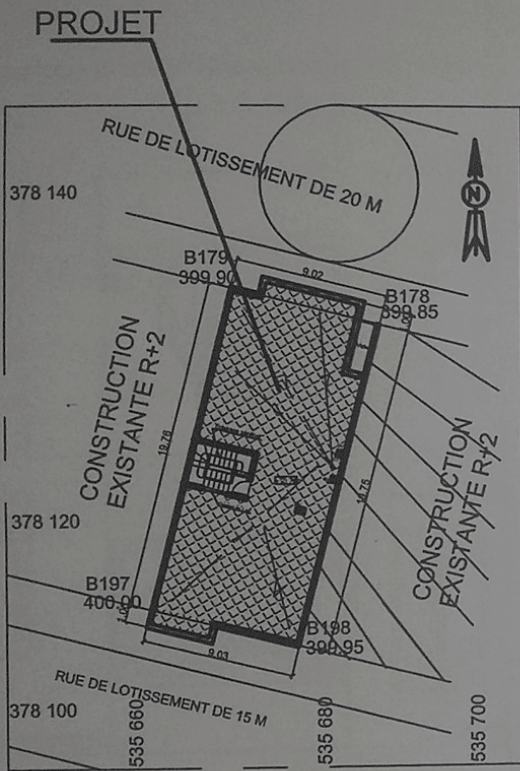 PROJET
RUE DE LOTISSEMENT DE 20 M
378 140
N
B179
399.90
9.02
B178
399.85
CONSTRUCTION
EXISTANTE R+2
19.76
19.75
CONSTRUCTION
EXISTANTE R+2
378 120
B197
400.00
B198
399.95
9.03
RUE DE LOTISSEMENT DE 15 M
378 100
535 660
535 680
535 700